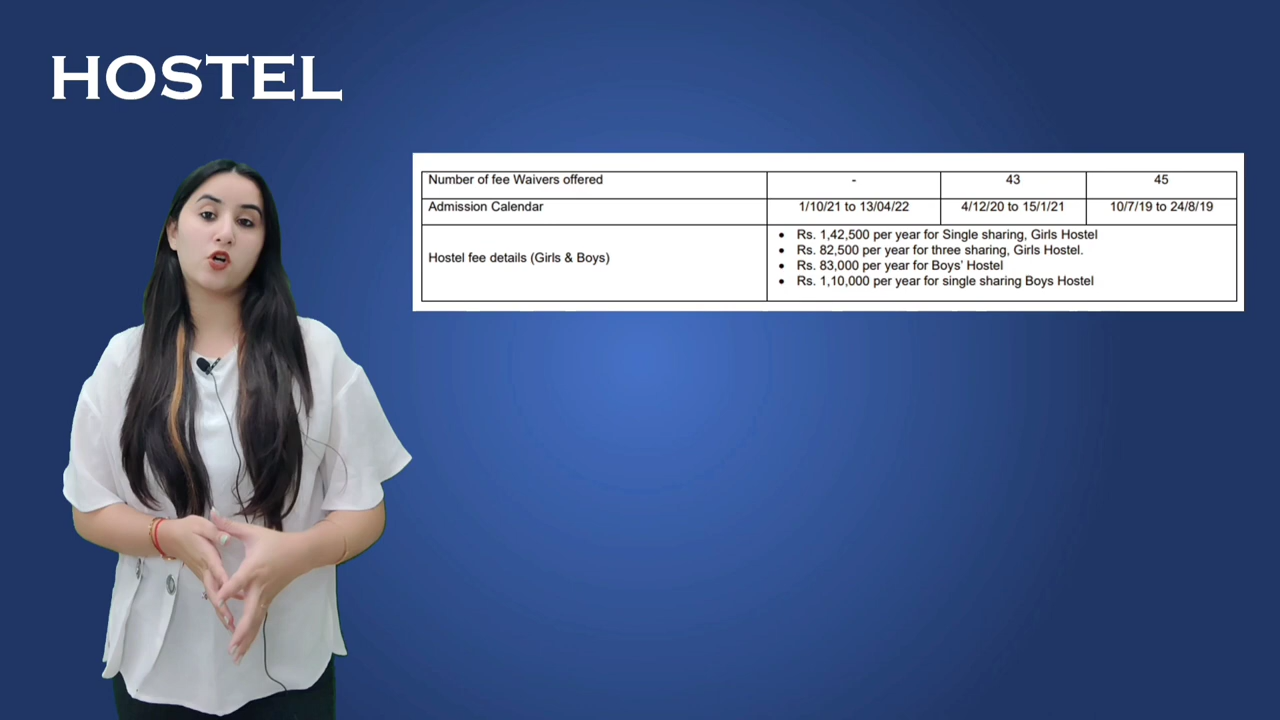 HOSTEL
Number of fee Waivers offered - 43 45
Admission Calendar 1/10/21 to 13/04/22 4/12/20 to 15/1/21 10/7/19 to 24/8/19
Hostel fee details (Girls & Boys)
• Rs. 1,42,500 per year for Single sharing, Girls Hostel
• Rs. 82,500 per year for three sharing, Girls Hostel.
• Rs. 83,000 per year for Boys' Hostel
• Rs. 1,10,000 per year for single sharing Boys Hostel